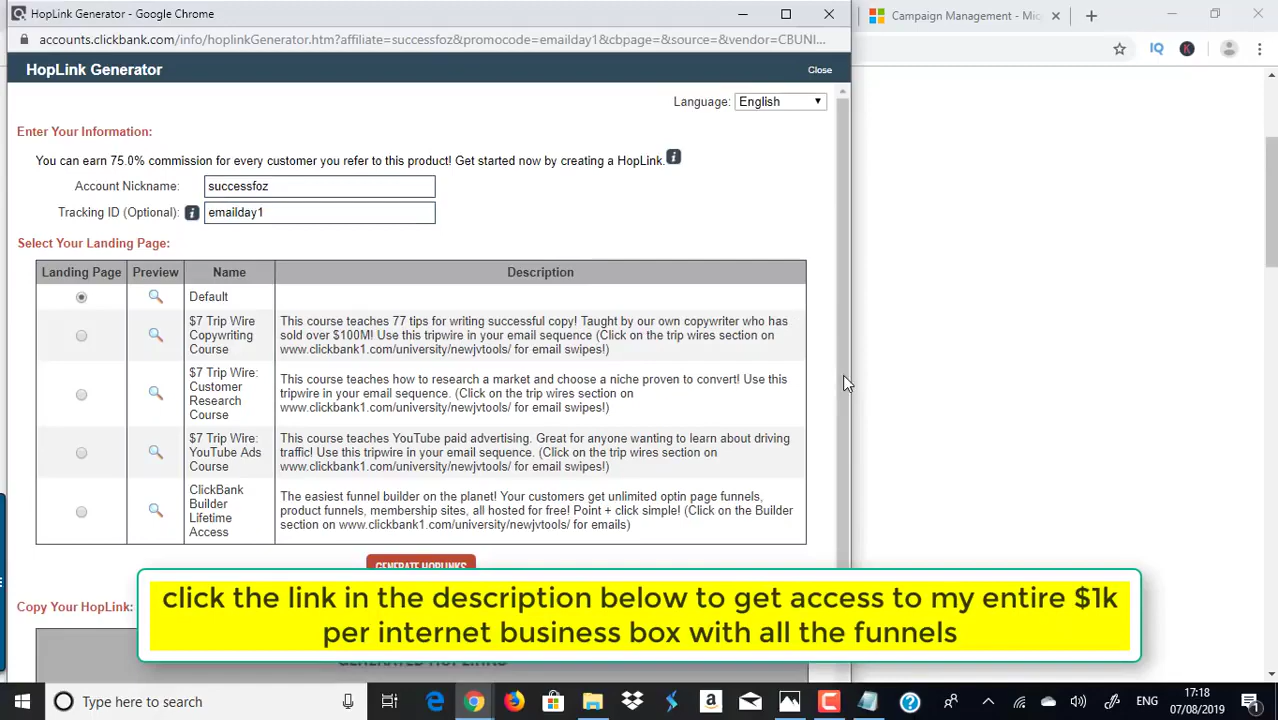 HopLink Generator - Google Chrome
Campaign Management - Mic
accounts.clickbank.com/info/hoplinkGenerator.htm?affiliate=successfoz&promocode=emailday1&cbpage=&source=&vendor=CBUNI...
HopLink Generator
Close
Language: English
Enter Your Information:
You can earn 75.0% commission for every customer you refer to this product! Get started now by creating a HopLink.
Account Nickname: successfoz
Tracking ID (Optional): emailday1
Select Your Landing Page:
Landing Page Preview Name Description
Default
$7 Trip Wire
Copywriting
Course
This course teaches 77 tips for writing successful copy! Taught by our own copywriter who has
sold over $100M! Use this tripwire in your email sequence (Click on the trip wires section on
www.clickbank1.com/university/newjvtools/ for email swipes!)
$7 Trip Wire:
Customer
Research
Course
This course teaches how to research a market and choose a niche proven to convert! Use this
tripwire in your email sequence. (Click on the trip wires section on
www.clickbank1.com/university/newjvtools/ for email swipes!)
$7 Trip Wire:
YouTube Ads
Course
This course teaches YouTube paid advertising. Great for anyone wanting to learn about driving
traffic! Use this tripwire in your email sequence. (Click on the trip wires section on
www.clickbank1.com/university/newjvtools/ for email swipes!)
ClickBank
Builder
Lifetime
Access
The easiest funnel builder on the planet! Your customers get unlimited optin page funnels,
product funnels, membership sites, all hosted for free! Point + click simple! (Click on the Builder
section on www.clickbank1.com/university/newjvtools/ for emails)
GENERATE HOPLINKS
Copy Your HopLink:
click the link in the description below to get access to my entire $1k
per internet business box with all the funnels
Type here to search
ENG
17:18
07/08/2019